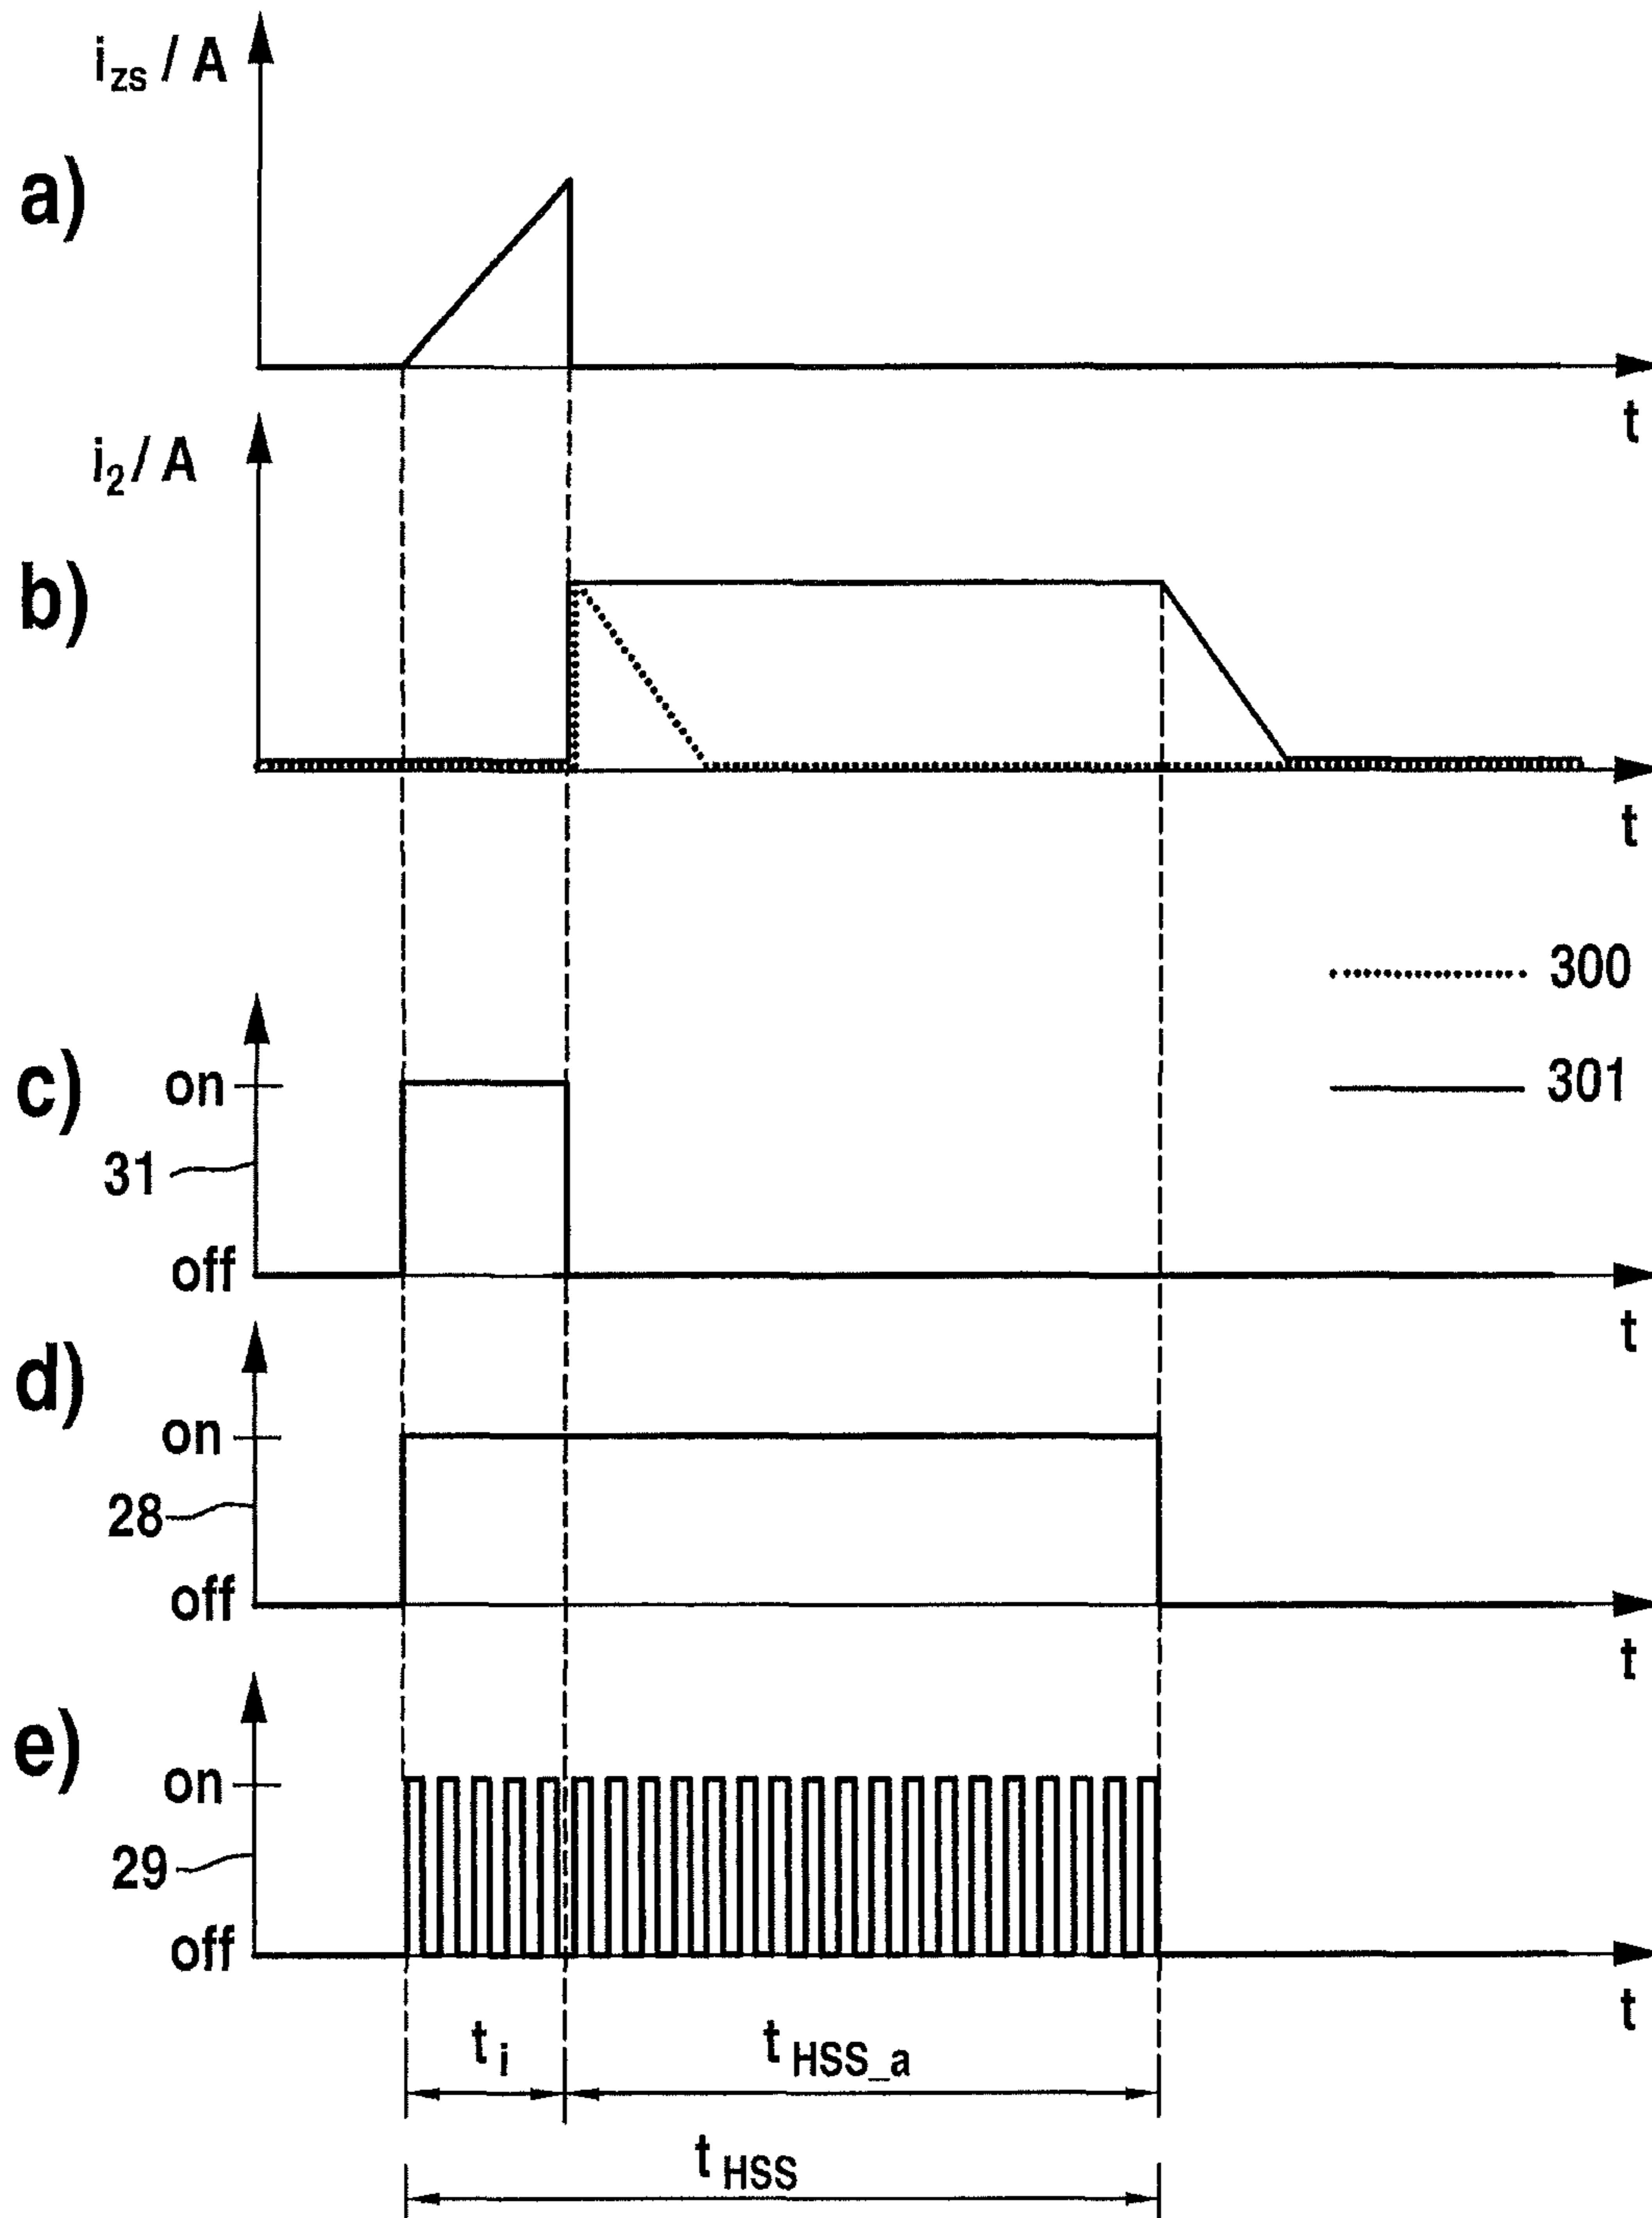 i_zs / A
a)
t
i_2 / A
b)
t
300
301
c)
on
31
off
t
d)
on
28
off
t
e)
on
29
off
t
t_i
t_HSS_a
t_HSS